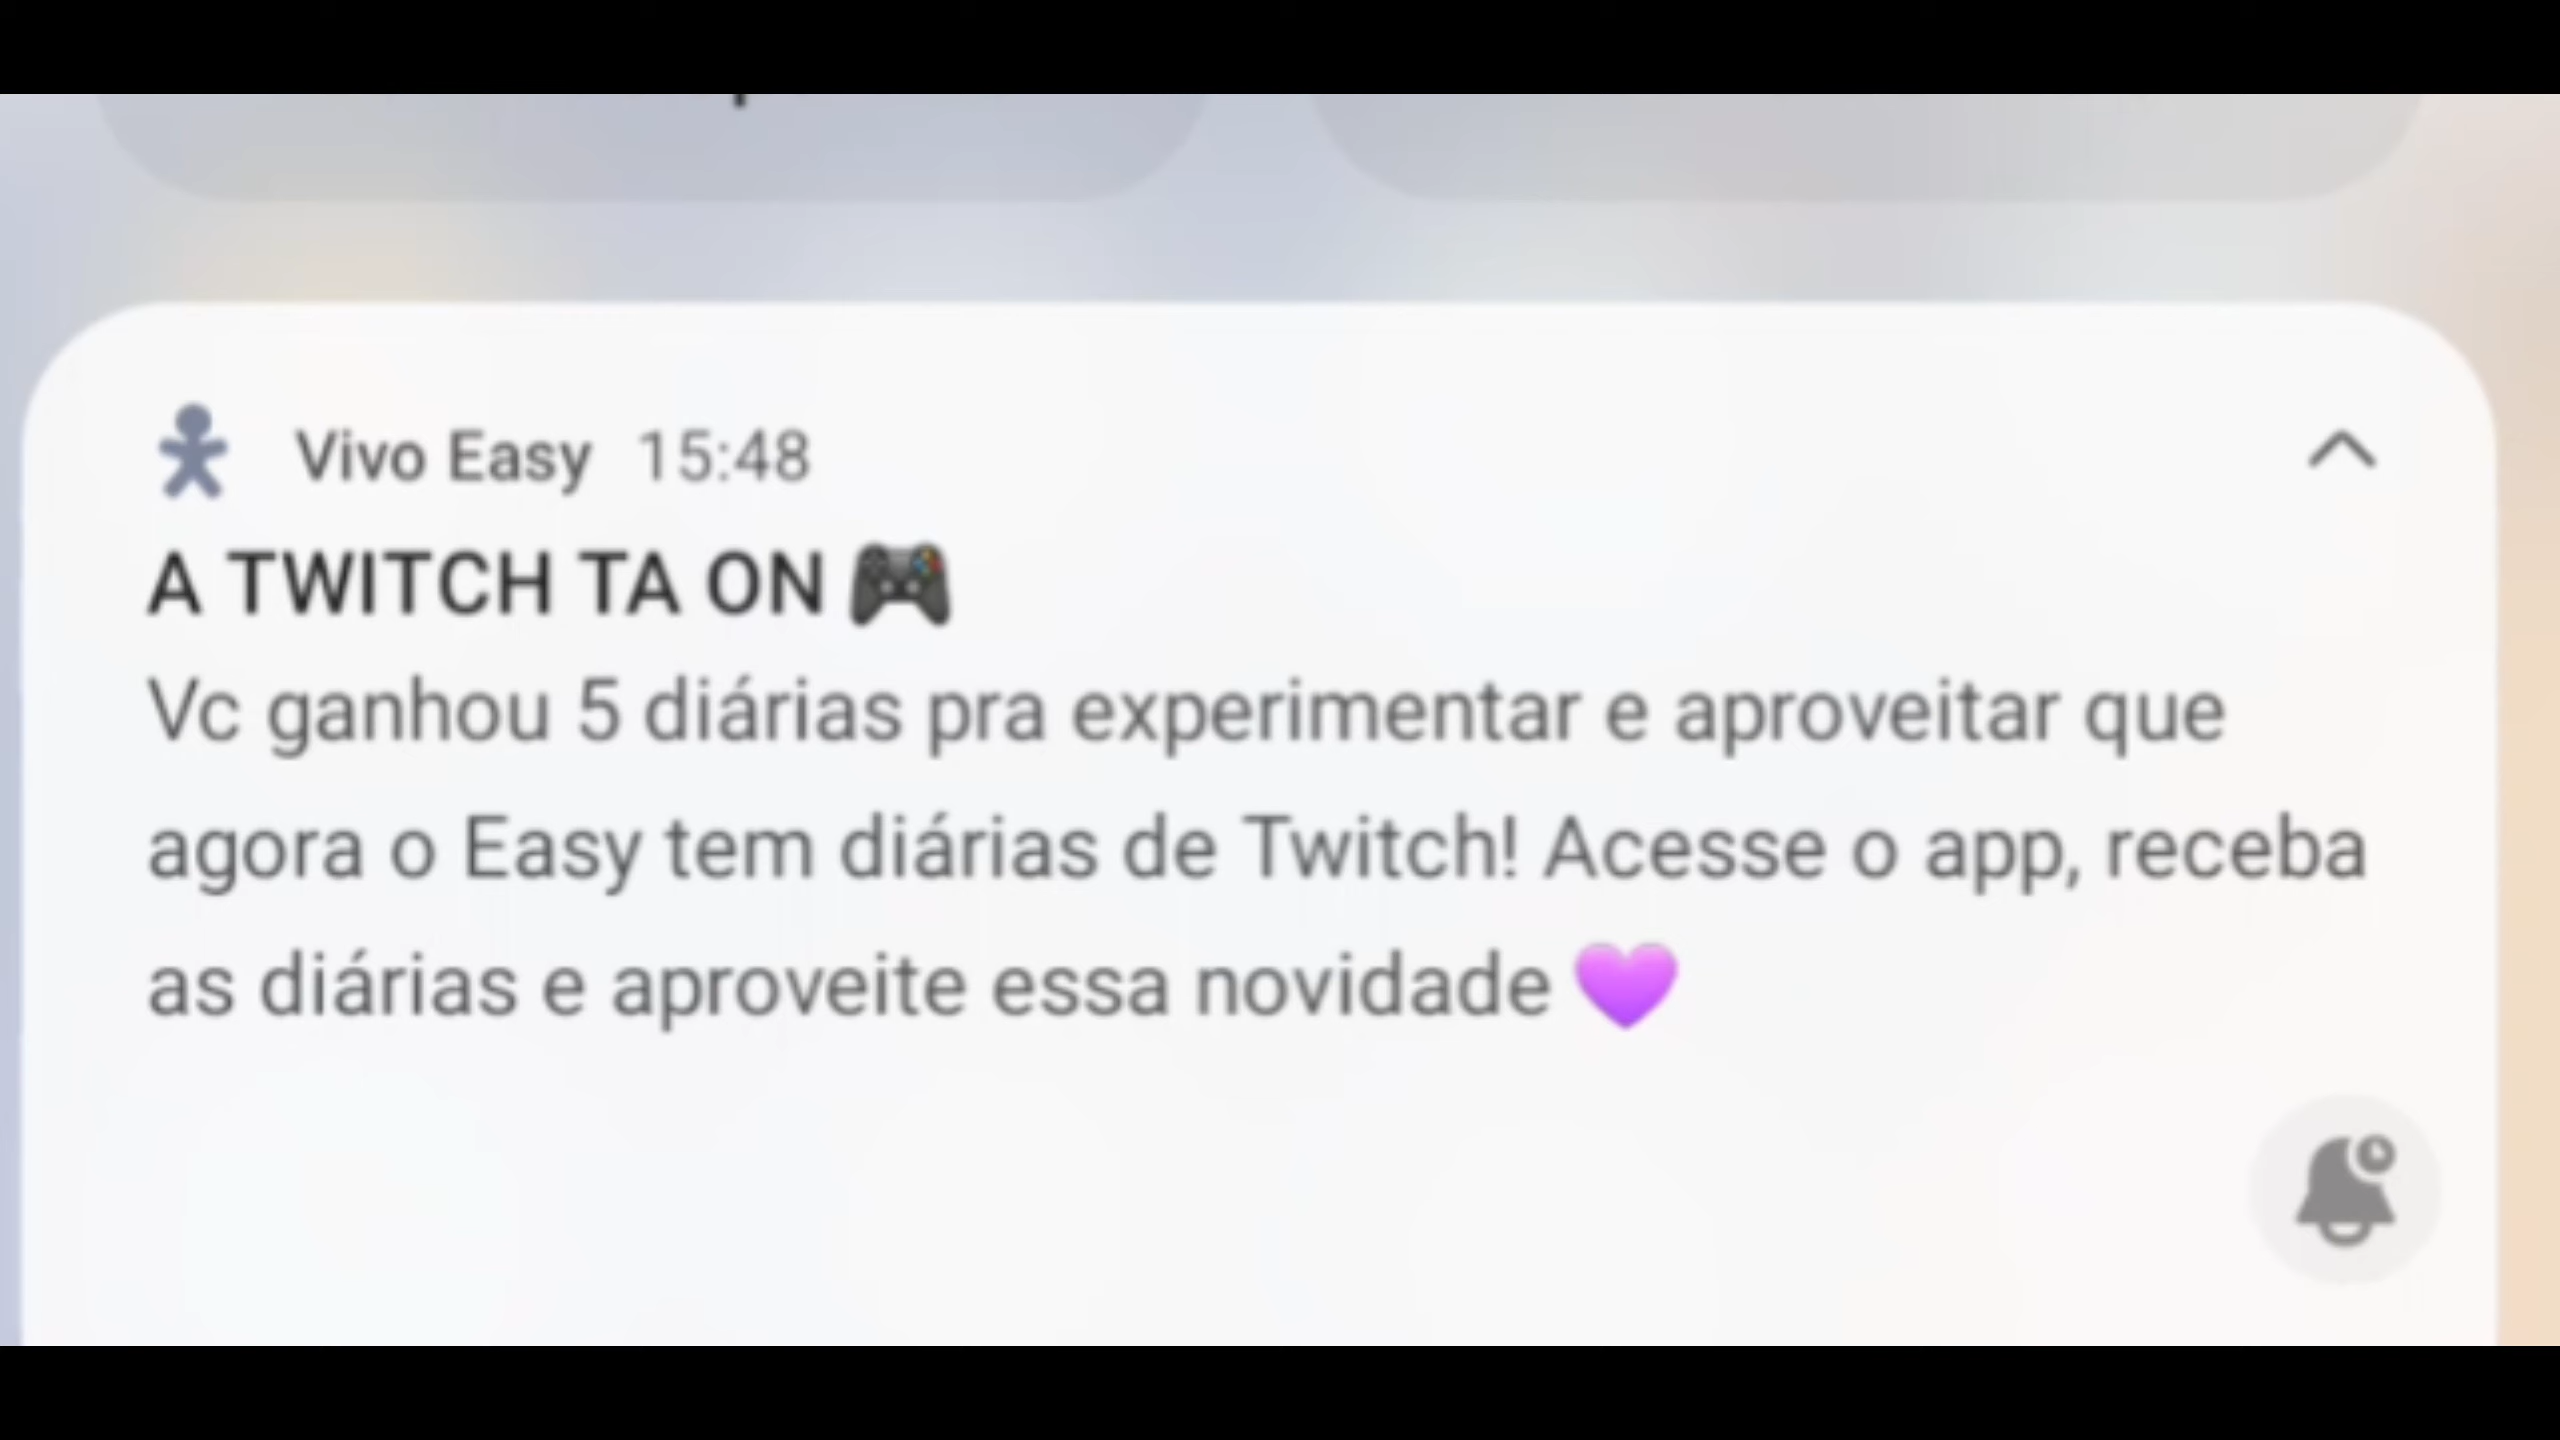 Vivo Easy 15:48
A TWITCH TA ON 🎮
Vc ganhou 5 diárias pra experimentar e aproveitar que
agora o Easy tem diárias de Twitch! Acesse o app, receba
as diárias e aproveite essa novidade 💜